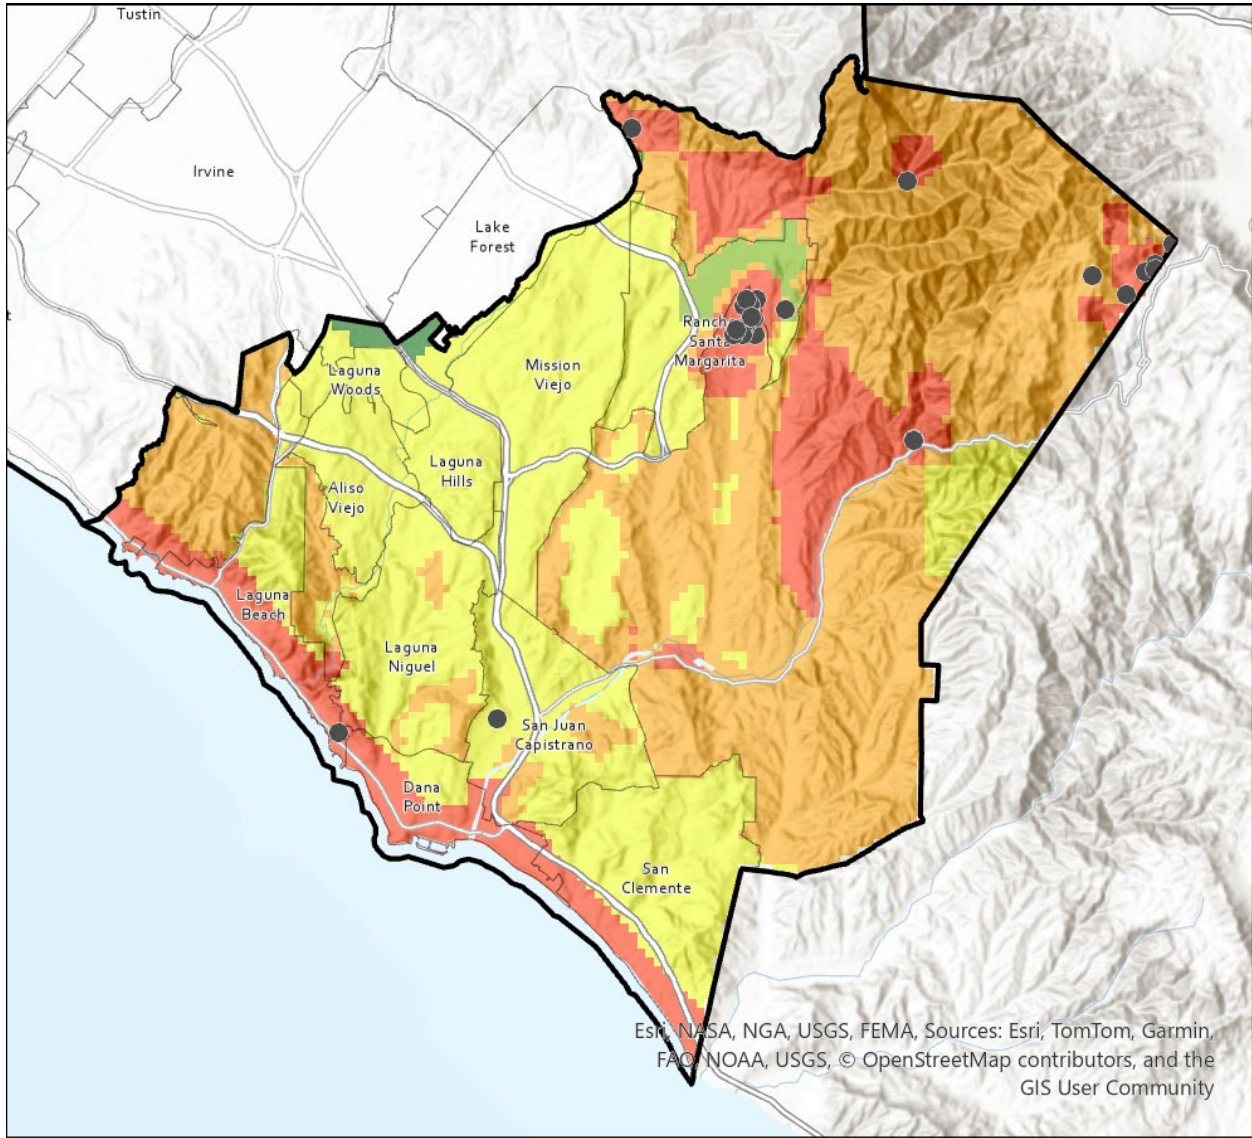 Tustin
Irvine
Lake
Forest
t
Ranch
Santa
Margarita
Mission
Viejo
Laguna
Woods
Laguna
Hills
Aliso
Viejo
Laguna
Beach
Laguna
Niguel
San Juan
Capistrano
Dana
Point
San
Clemente
Esri, NASA, NGA, USGS, FEMA, Sources: Esri, TomTom, Garmin,
FAO, NOAA, USGS, © OpenStreetMap contributors, and the
GIS User Community